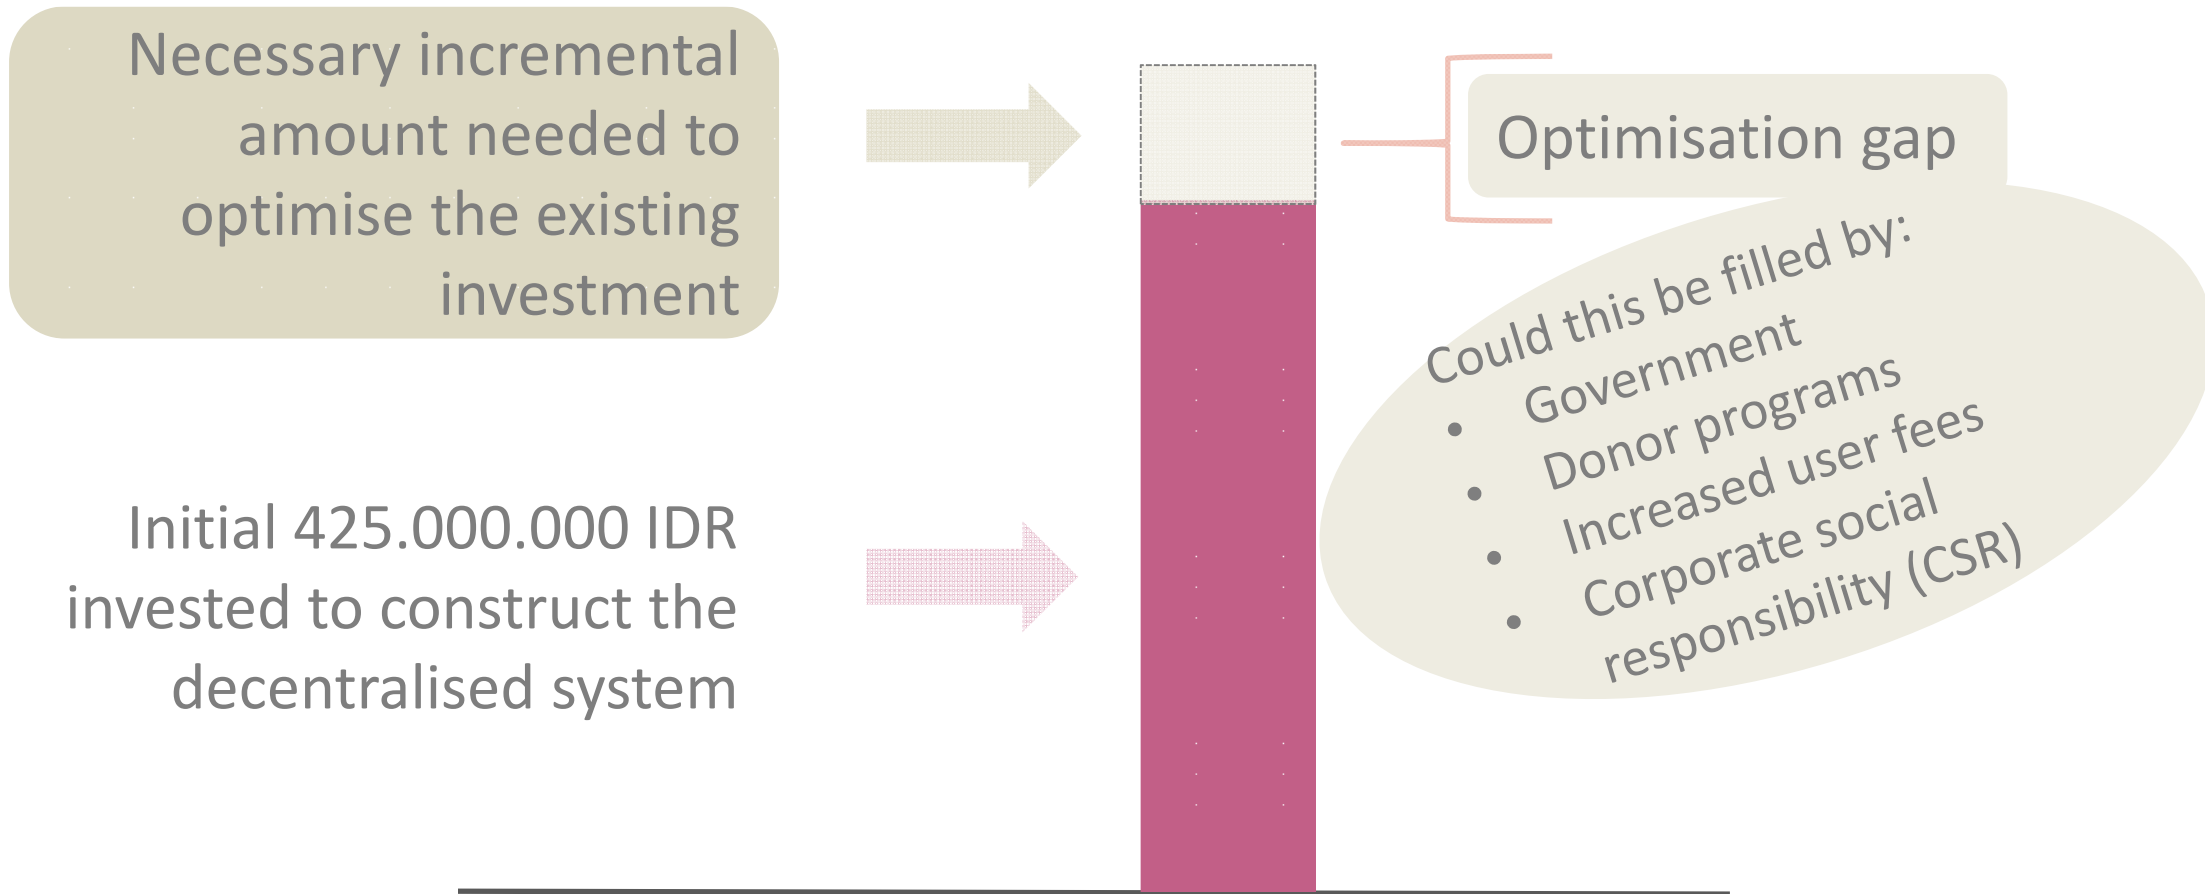 Necessary incremental
amount needed to
optimise the existing
investment
Optimisation gap
Could this be filled by:
• Government
• Donor programs
• Increased user fees
• Corporate social
responsibility (CSR)
Initial 425.000.000 IDR
invested to construct the
decentralised system